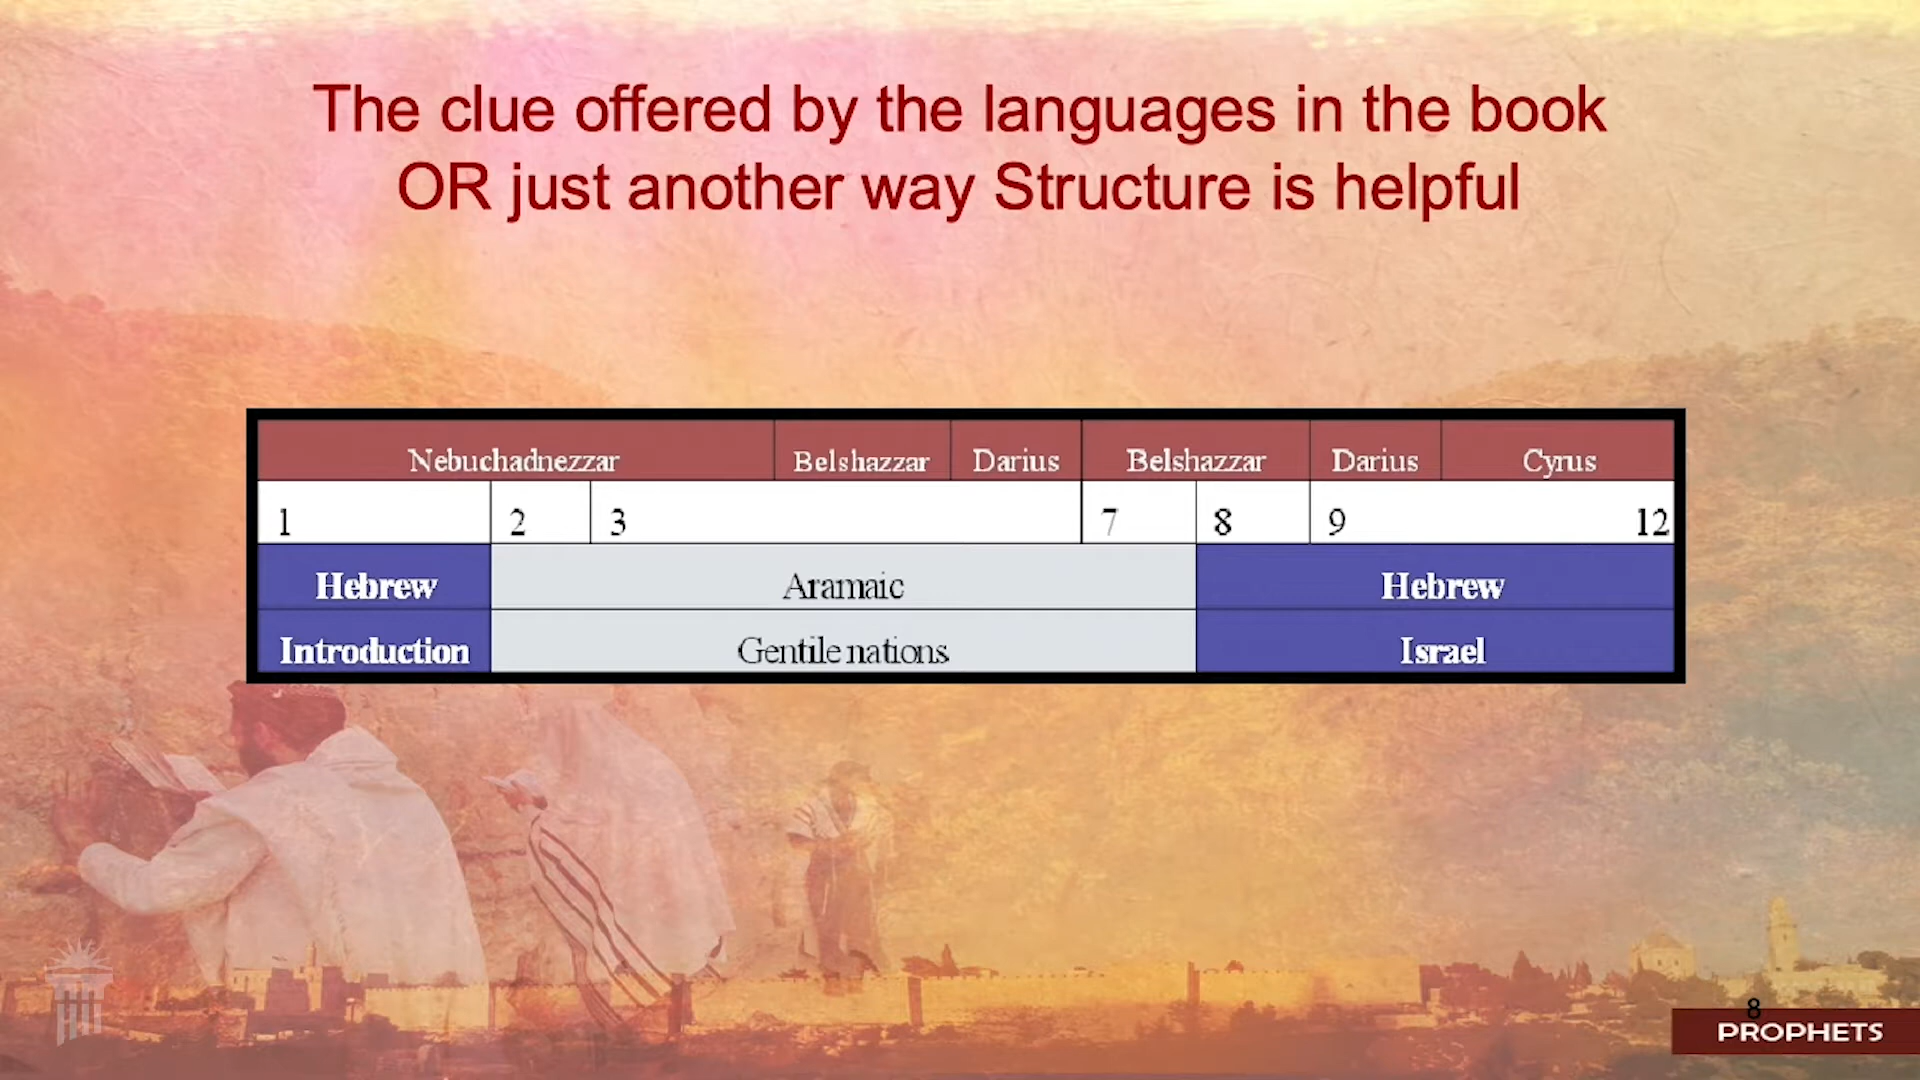 The clue offered by the languages in the book
OR just another way Structure is helpful
Nebuchadnezzar Belshazzar Darius Belshazzar Darius Cyrus
1 2 3 7 8 9 12
Hebrew Aramaic Hebrew
Introduction Gentile nations Israel
8
PROPHETS